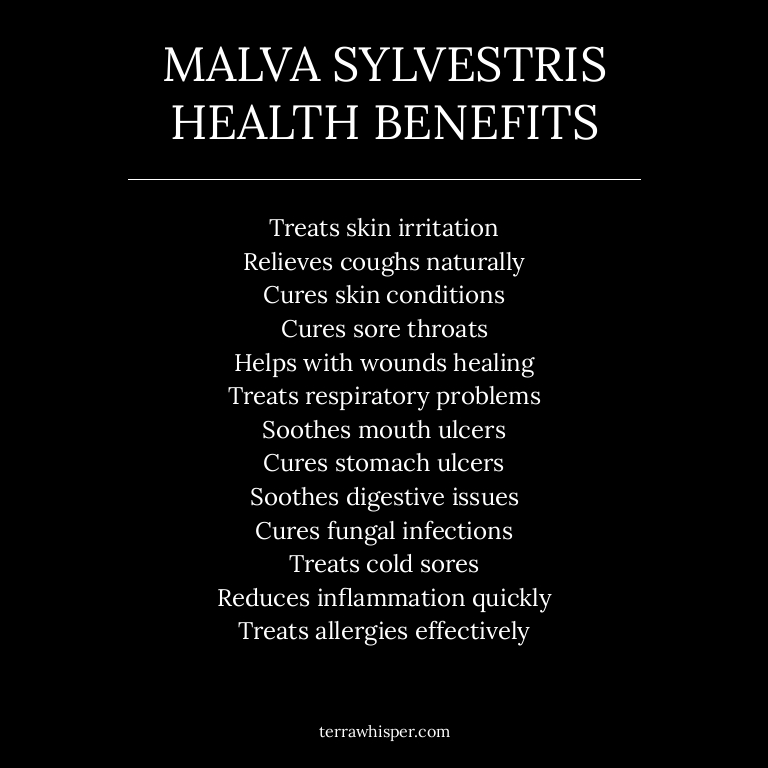 MALVA SYLVESTRIS
HEALTH BENEFITS
Treats skin irritation
Relieves coughs naturally
Cures skin conditions
Cures sore throats
Helps with wounds healing
Treats respiratory problems
Soothes mouth ulcers
Cures stomach ulcers
Soothes digestive issues
Cures fungal infections
Treats cold sores
Reduces inflammation quickly
Treats allergies effectively
terrawhisper.com